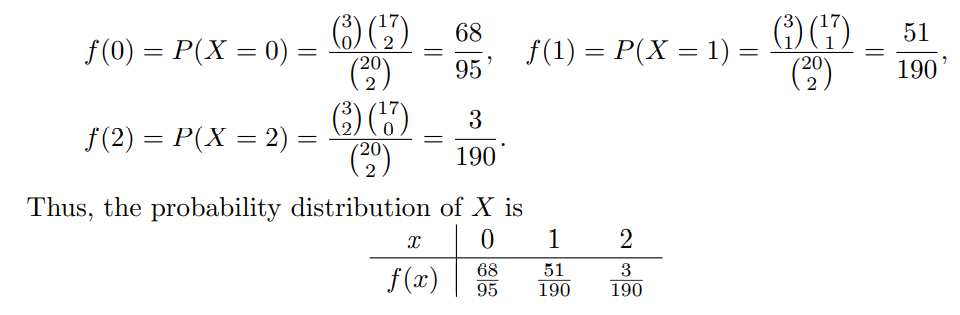 f(0) = P(X = 0) = \frac{\binom{3}{0}\binom{17}{2}}{\binom{20}{2}} = \frac{68}{95}, f(1) = P(X = 1) = \frac{\binom{3}{1}\binom{17}{1}}{\binom{20}{2}} = \frac{51}{190},
f(2) = P(X = 2) = \frac{\binom{3}{2}\binom{17}{0}}{\binom{20}{2}} = \frac{3}{190}.
Thus, the probability distribution of X is
x | 0 1 2
f(x) | \frac{68}{95} \frac{51}{190} \frac{3}{190}